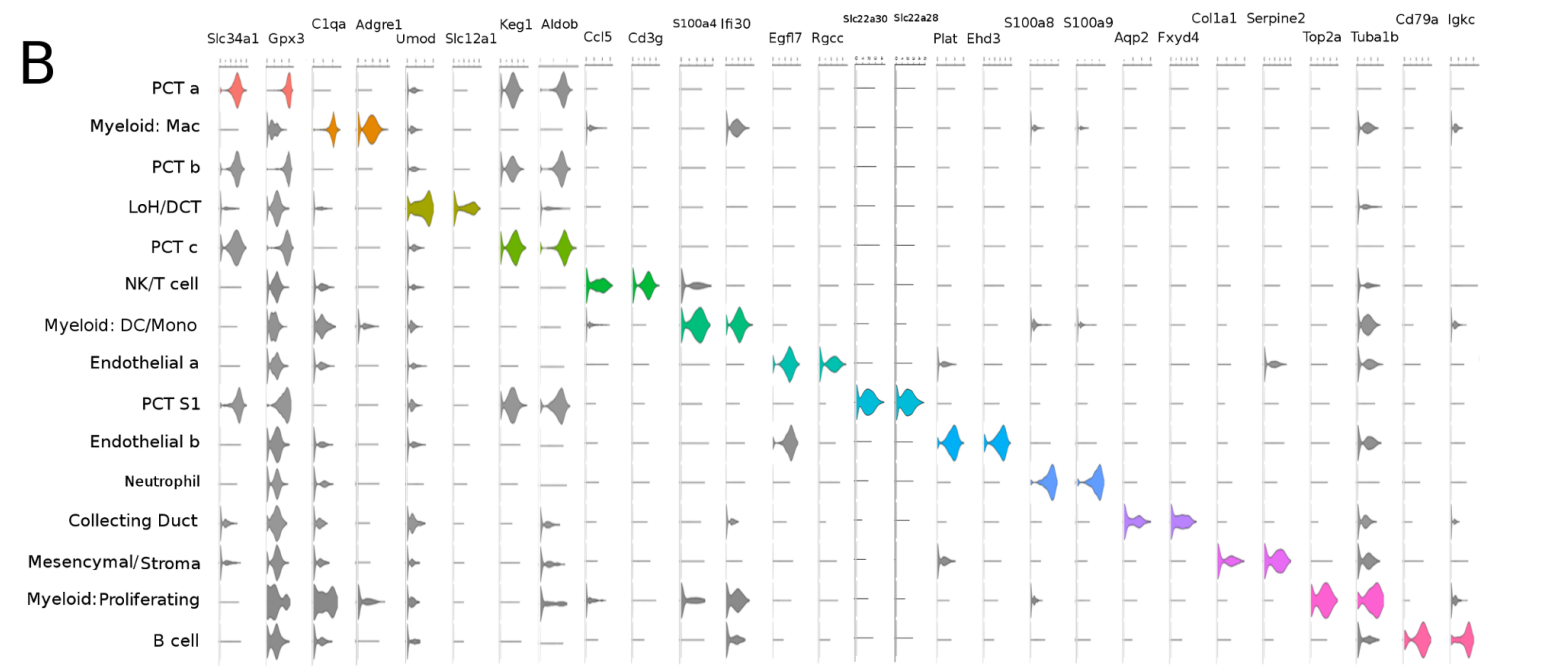 B
C1qa Adgre1 Keg1 Aldob S100a4 Ifi30 Slc22a30 Slc22a28 S100a8 S100a9 Col1a1 Serpine2 Cd79a Igkc
Slc34a1 Gpx3 Umod Slc12a1 Ccl5 Cd3g Egfl7 Rgcc Plat Ehd3 Aqp2 Fxyd4 Top2a Tuba1b
PCT a
Myeloid: Mac
PCT b
LoH/DCT
PCT c
NK/T cell
Myeloid: DC/Mono
Endothelial a
PCT S1
Endothelial b
Neutrophil
Collecting Duct
Mesencymal/Stroma
Myeloid:Proliferating
B cell